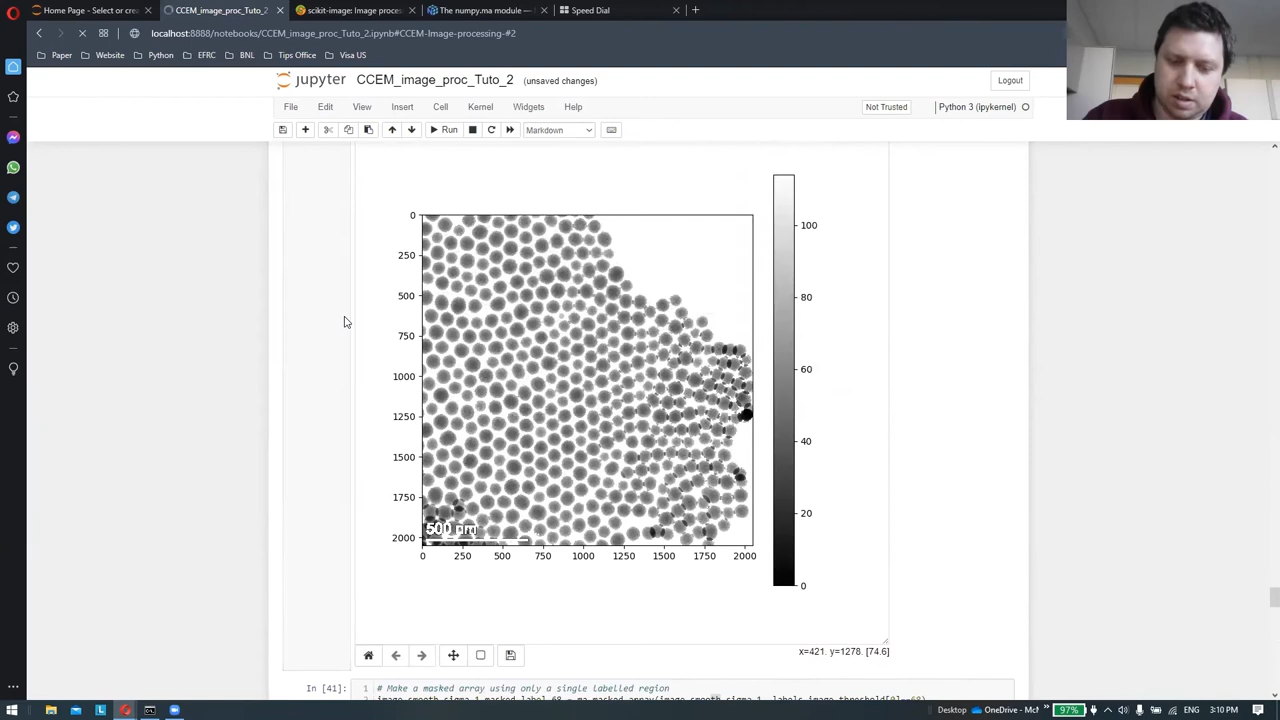 Home Page - Select or cre
CCEM_image_proc_Tuto_2
scikit-image: Image proces
The numpy.ma module —
Speed Dial
localhost:8888/notebooks/CCEM_image_proc_Tuto_2.ipynb#CCEM-Image-processing-#2
Paper
Website
Python
EFRC
BNL
Tips Office
Visa US
jupyter
CCEM_image_proc_Tuto_2
(unsaved changes)
Logout
File
Edit
View
Insert
Cell
Kernel
Widgets
Help
Not Trusted
Python 3 (ipykernel)
Run
Markdown
0
250
500
750
1000
1250
1500
1750
2000
500 nm
0
250
500
750
1000
1250
1500
1750
2000
100
80
60
40
20
0
x=421. y=1278. [74.6]
In [41]:
1
# Make a masked array using only a single labelled region
Desktop
OneDrive - Mc
97%
ENG
3:10 PM